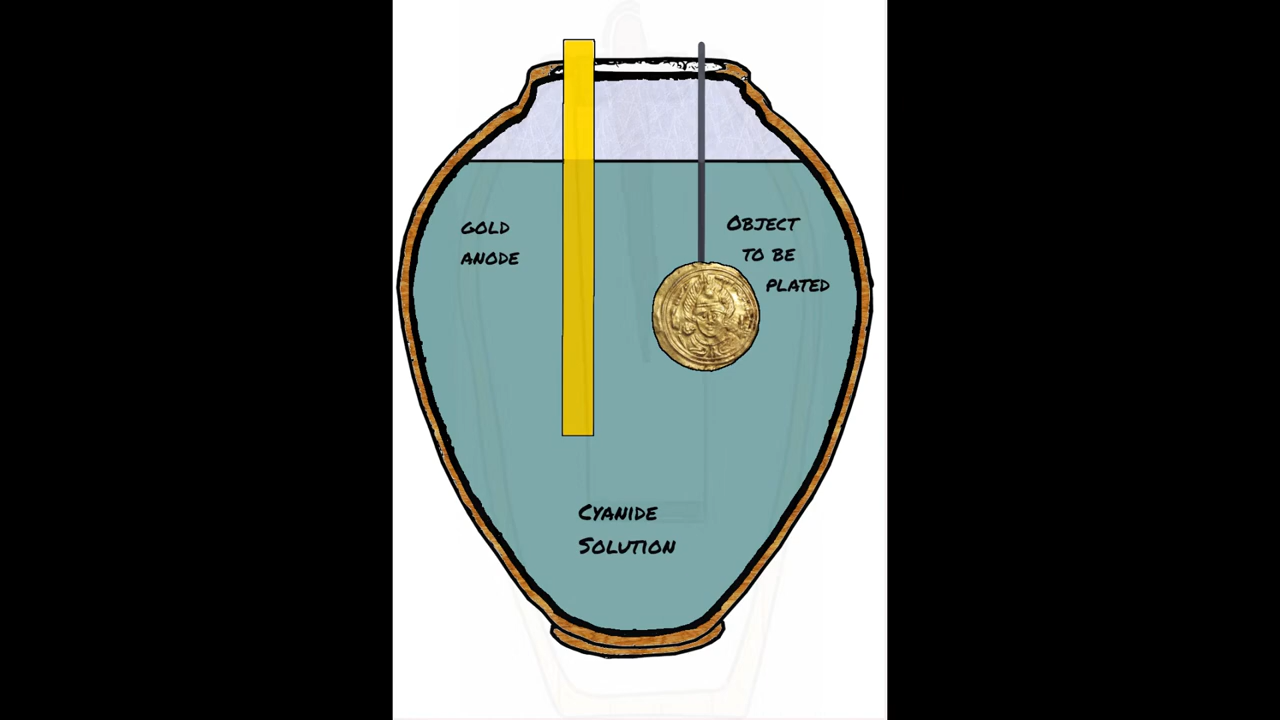 GOLD
ANODE
OBJECT
TO BE
PLATED
CYANIDE
SOLUTION